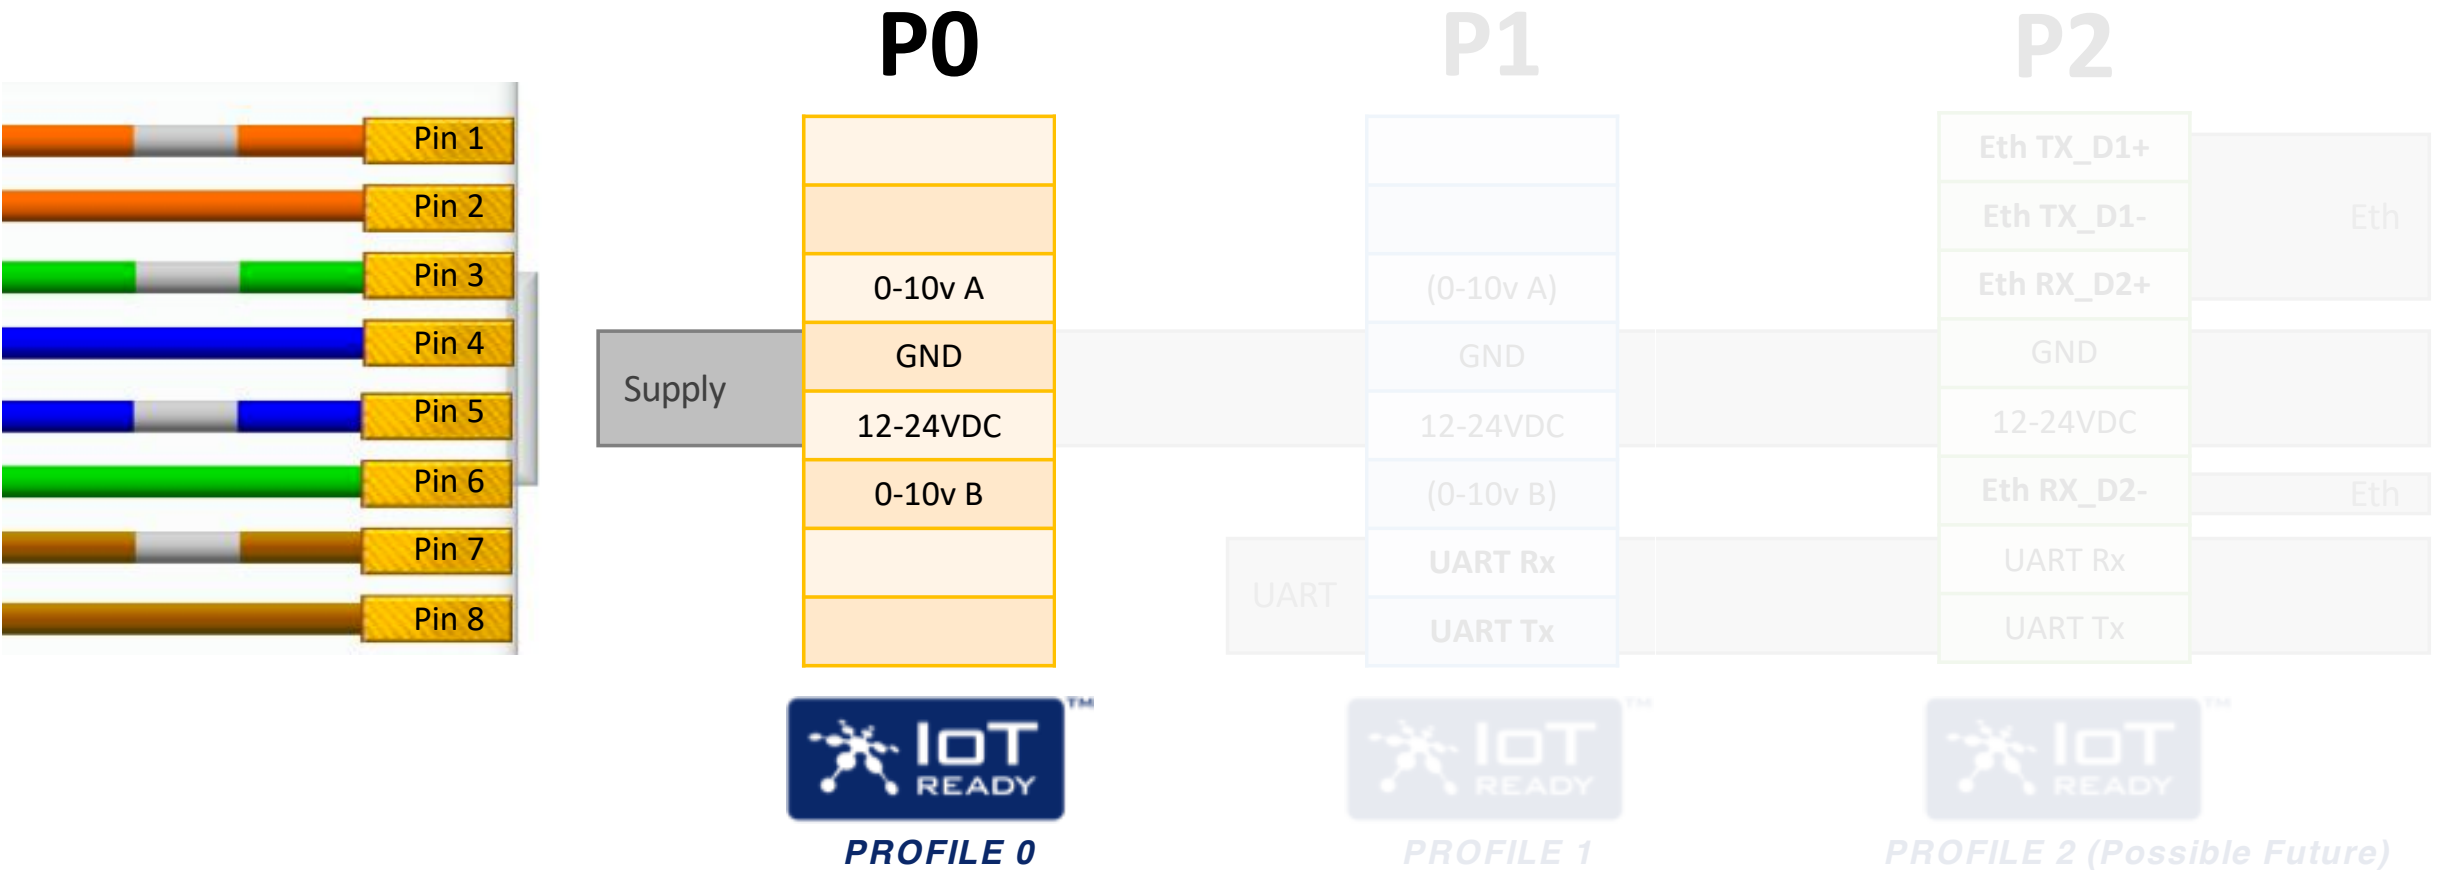 P0
P1
P2
Pin 1
Pin 2
Pin 3
Pin 4
Pin 5
Pin 6
Pin 7
Pin 8
Supply
0-10v A
GND
12-24VDC
0-10v B
(0-10v A)
GND
12-24VDC
(0-10v B)
UART Rx
UART Tx
UART
Eth TX_D1+
Eth TX_D1-
Eth RX_D2+
GND
12-24VDC
Eth RX_D2-
UART Rx
UART Tx
Eth
Eth
IoT
READY
TM
PROFILE 0
IoT
READY
TM
PROFILE 1
IoT
READY
TM
PROFILE 2 (Possible Future)